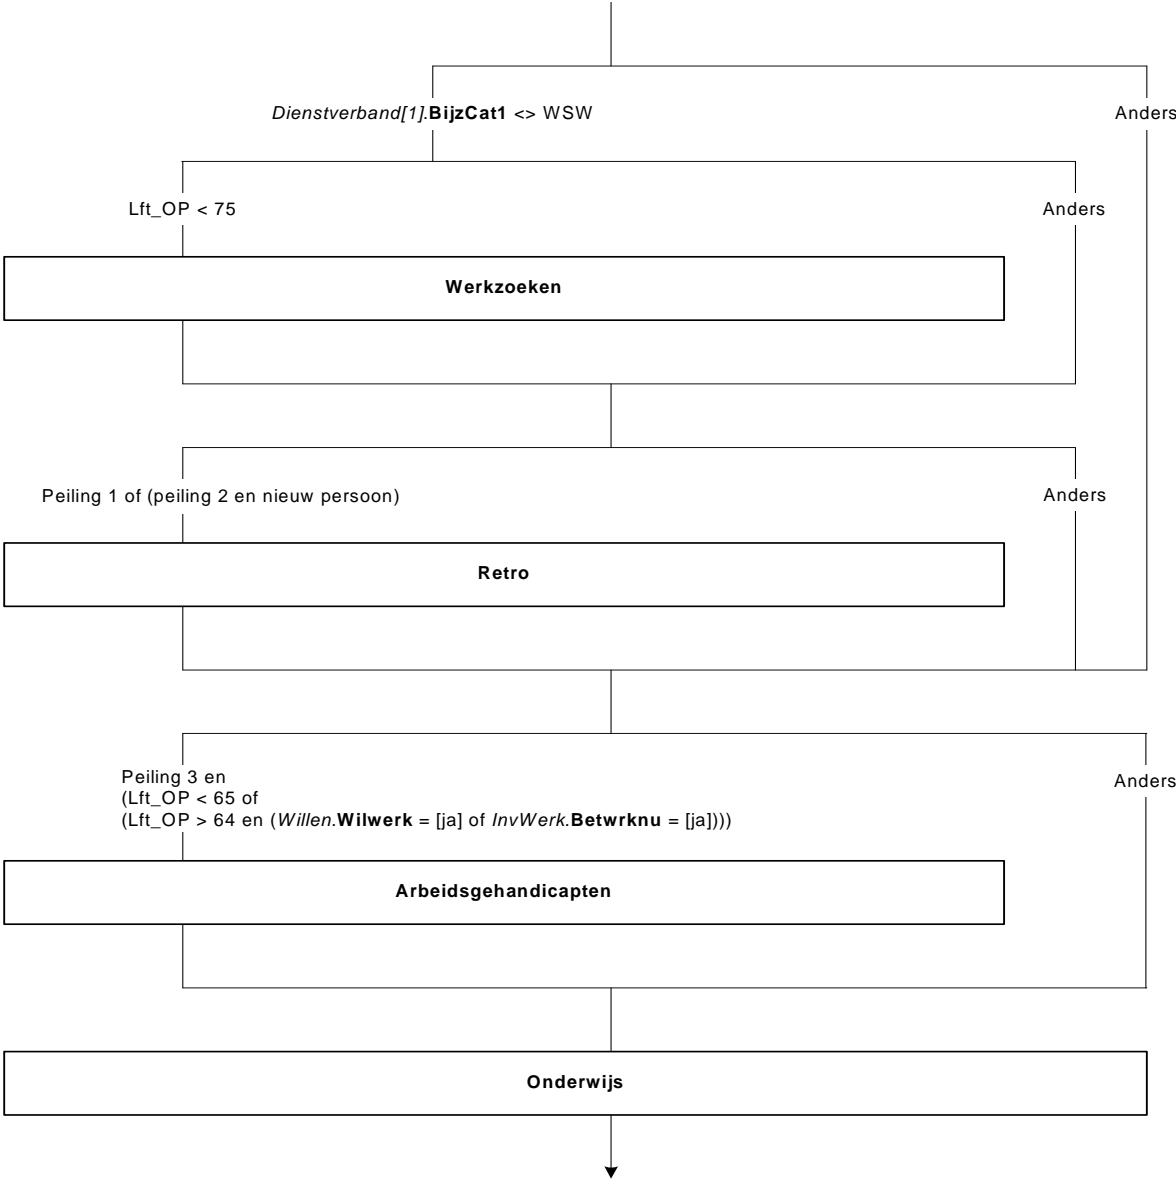 Dienstverband[1].BijzCat1 <> WSW
Anders
Lft_OP < 75
Anders
Werkzoeken
Peiling 1 of (peiling 2 en nieuw persoon)
Anders
Retro
Peiling 3 en
(Lft_OP < 65 of
(Lft_OP > 64 en (Willen.Wilwerk = [ja] of InvWerk.Betwrknu = [ja])))
Anders
Arbeidsgehandicapten
Onderwijs